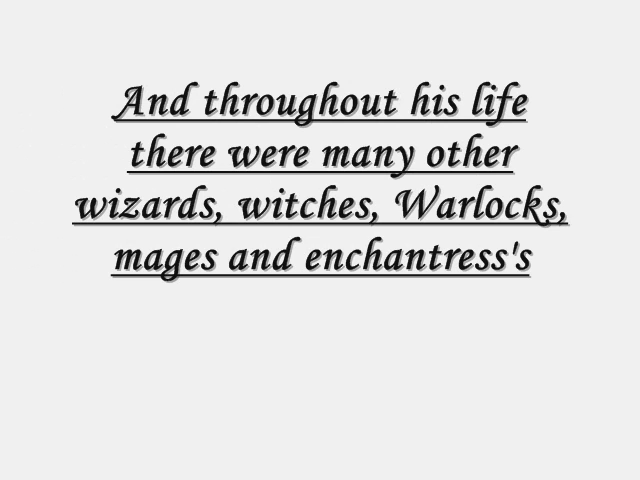 And throughout his life
there were many other
wizards, witches, Warlocks,
mages and enchantress's